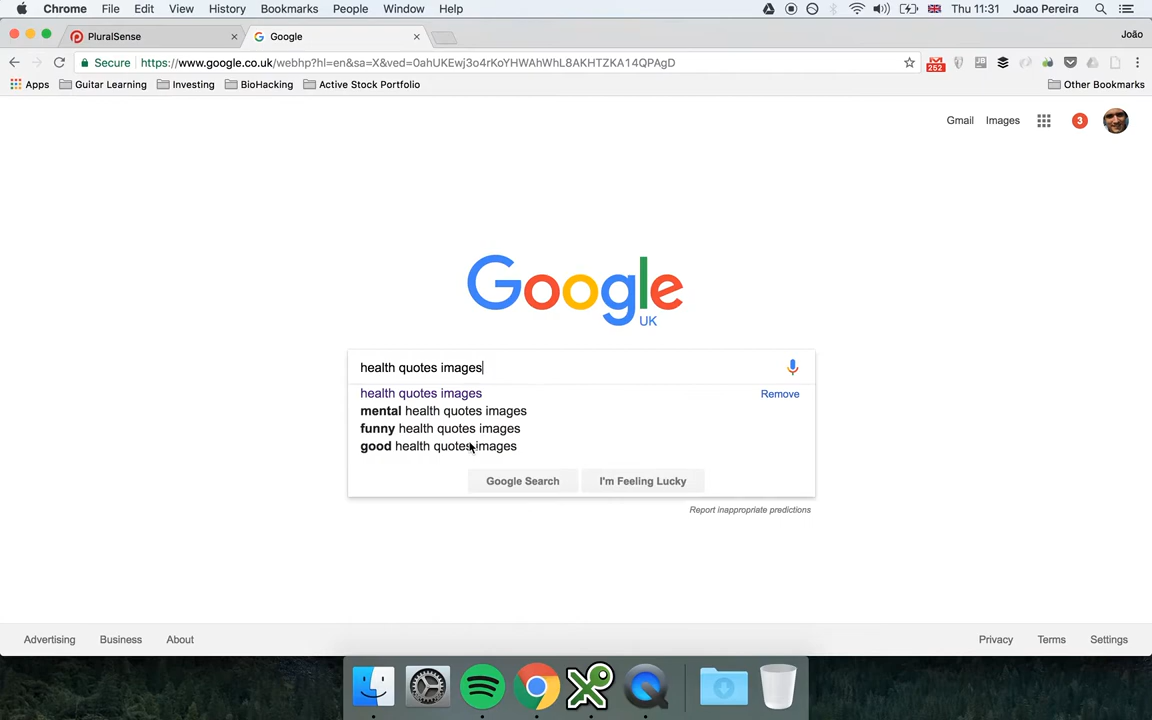 Chrome File Edit View History Bookmarks People Window Help Thu 11:31 Joao Pereira
PluralSense Google João
Secure https://www.google.co.uk/webhp?hl=en&sa=X&ved=0ahUKEwj3o4rKoYHWAhWhL8AKHTZKA14QPAgD 252
Apps Guitar Learning Investing BioHacking Active Stock Portfolio Other Bookmarks
Gmail Images 3
Google
UK
health quotes images
health quotes images Remove
mental health quotes images
funny health quotes images
good health quotes images
Google Search I'm Feeling Lucky
Report inappropriate predictions
Advertising Business About Privacy Terms Settings